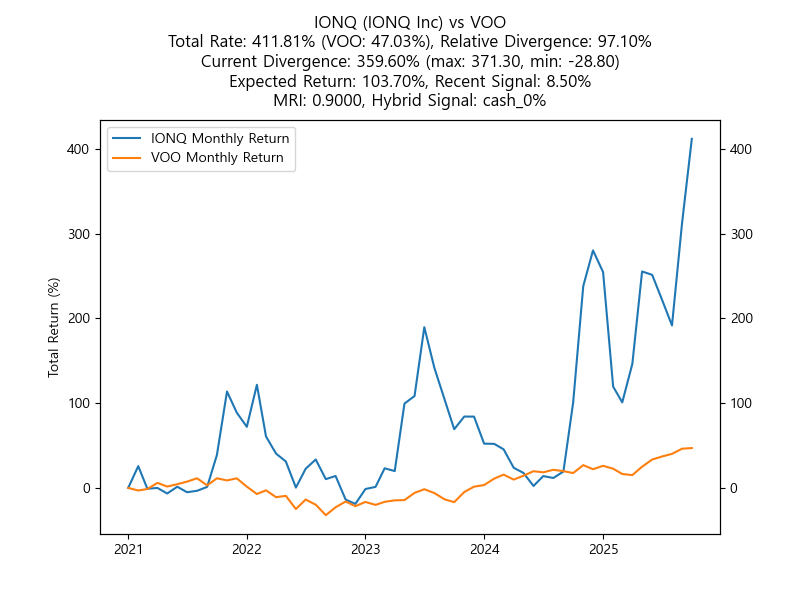 IONQ (IONQ Inc) vs VOO
Total Rate: 411.81% (VOO: 47.03%), Relative Divergence: 97.10%
Current Divergence: 359.60% (max: 371.30, min: -28.80)
Expected Return: 103.70%, Recent Signal: 8.50%
MRI: 0.9000, Hybrid Signal: cash_0%
IONQ Monthly Return
VOO Monthly Return
Total Return (%)
400
300
200
100
0
400
300
200
100
0
2021
2022
2023
2024
2025